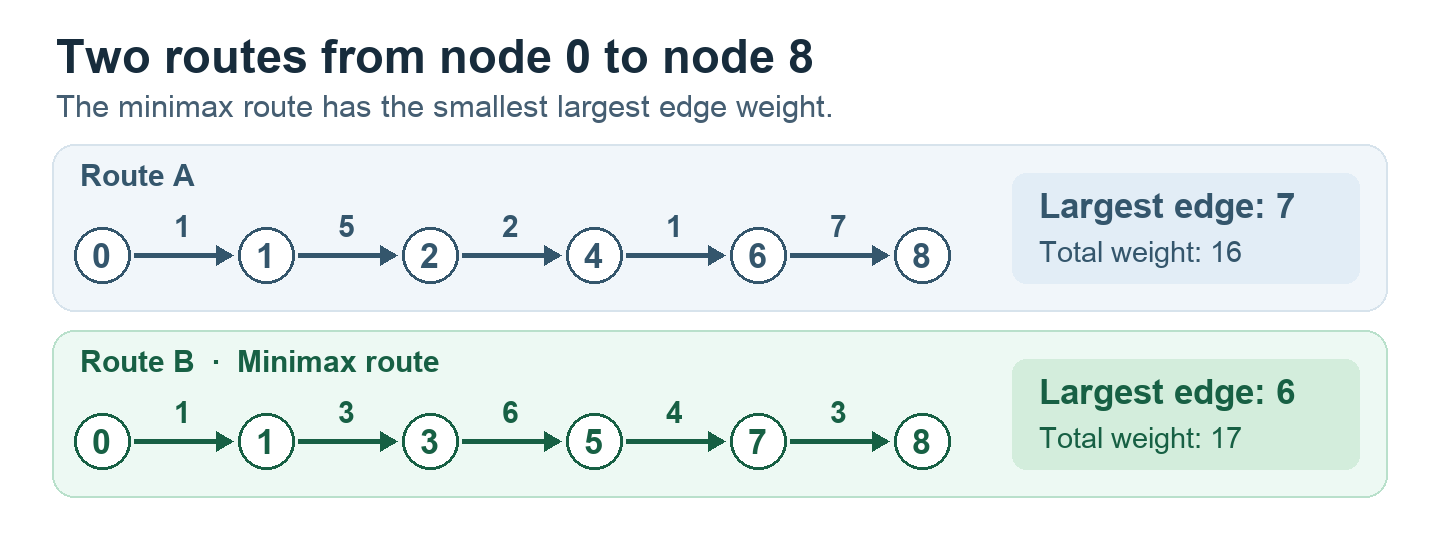 Two routes from node 0 to node 8
The minimax route has the smallest largest edge weight.
Route A
1 5 2 1 7
0 1 2 4 6 8
Largest edge: 7
Total weight: 16
Route B · Minimax route
1 3 6 4 3
0 1 3 5 7 8
Largest edge: 6
Total weight: 17